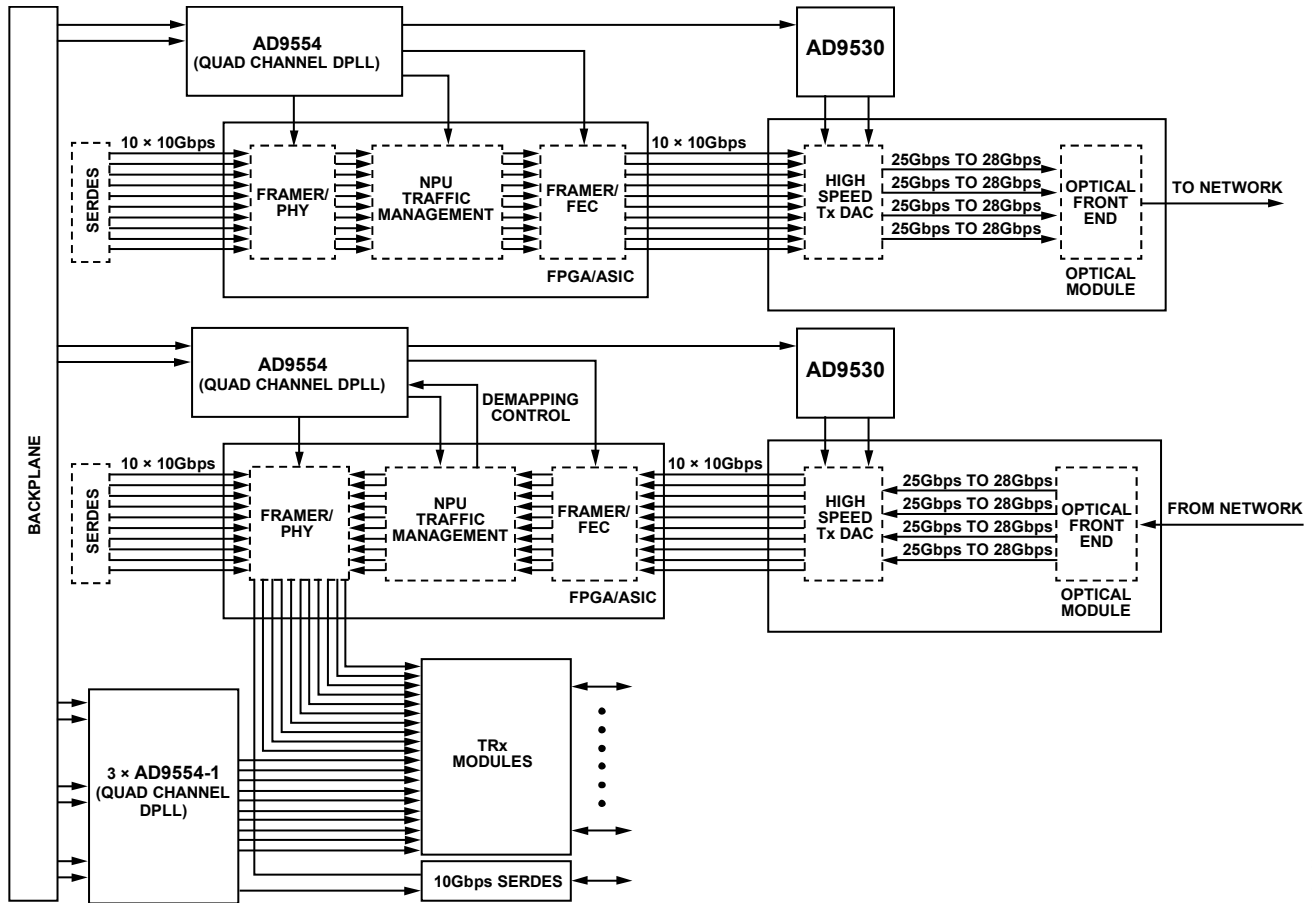 BACKPLANE
AD9554
(QUAD CHANNEL DPLL)
AD9530
10 × 10Gbps
SERDES
FRAMER/
PHY
NPU
TRAFFIC
MANAGEMENT
FRAMER/
FEC
FPGA/ASIC
10 × 10Gbps
HIGH
SPEED
Tx DAC
25Gbps TO 28Gbps
25Gbps TO 28Gbps
25Gbps TO 28Gbps
25Gbps TO 28Gbps
OPTICAL
FRONT
END
OPTICAL
MODULE
TO NETWORK
AD9554
(QUAD CHANNEL DPLL)
DEMAPPING
CONTROL
AD9530
10 × 10Gbps
SERDES
FRAMER/
PHY
NPU
TRAFFIC
MANAGEMENT
FRAMER/
FEC
FPGA/ASIC
10 × 10Gbps
HIGH
SPEED
Tx DAC
25Gbps TO 28Gbps
25Gbps TO 28Gbps
25Gbps TO 28Gbps
25Gbps TO 28Gbps
OPTICAL
FRONT
END
OPTICAL
MODULE
FROM NETWORK
3 × AD9554-1
(QUAD CHANNEL
DPLL)
TRx
MODULES
10Gbps SERDES